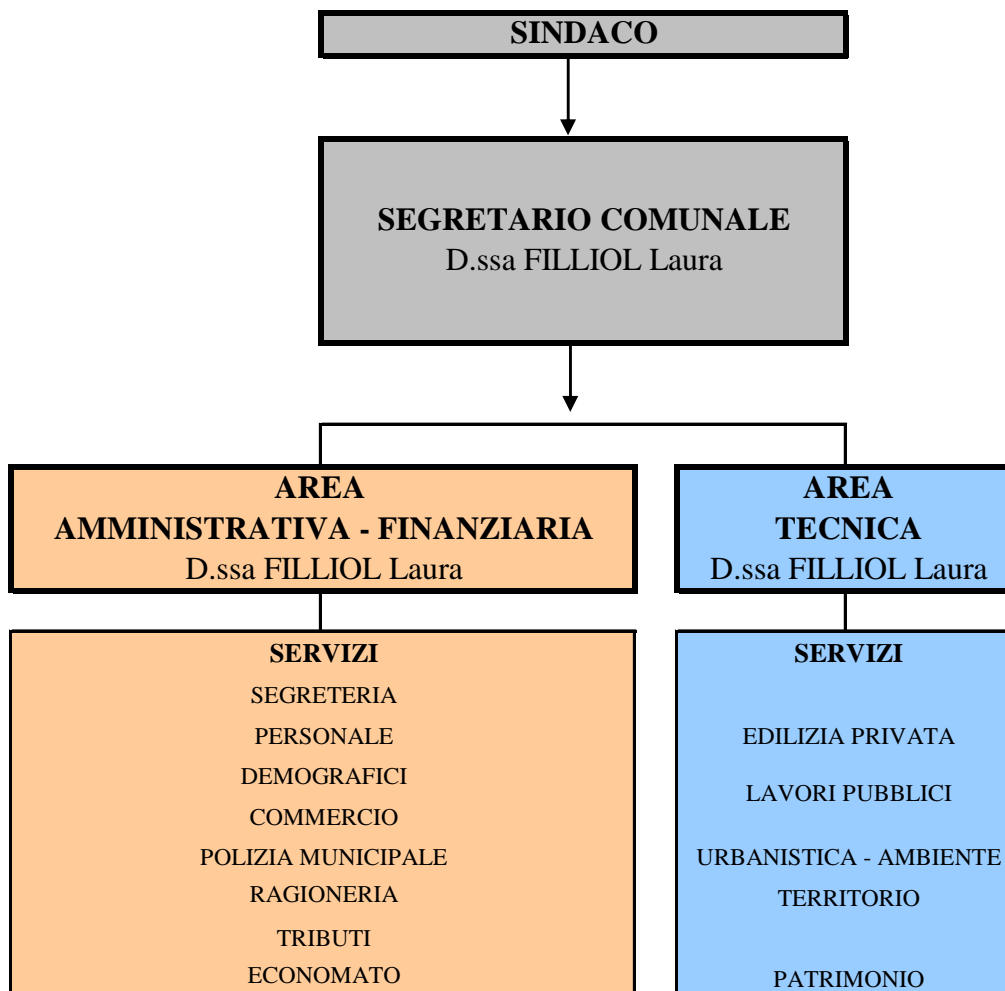 SINDACO
SEGRETARIO COMUNALE
D.ssa FILLIOL Laura
AREA
AMMINISTRATIVA - FINANZIARIA
D.ssa FILLIOL Laura
AREA
TECNICA
D.ssa FILLIOL Laura
SERVIZI
SEGRETERIA
PERSONALE
DEMOGRAFICI
COMMERCIO
POLIZIA MUNICIPALE
RAGIONERIA
TRIBUTI
ECONOMATO
SERVIZI
EDILIZIA PRIVATA
LAVORI PUBBLICI
URBANISTICA - AMBIENTE
TERRITORIO
PATRIMONIO